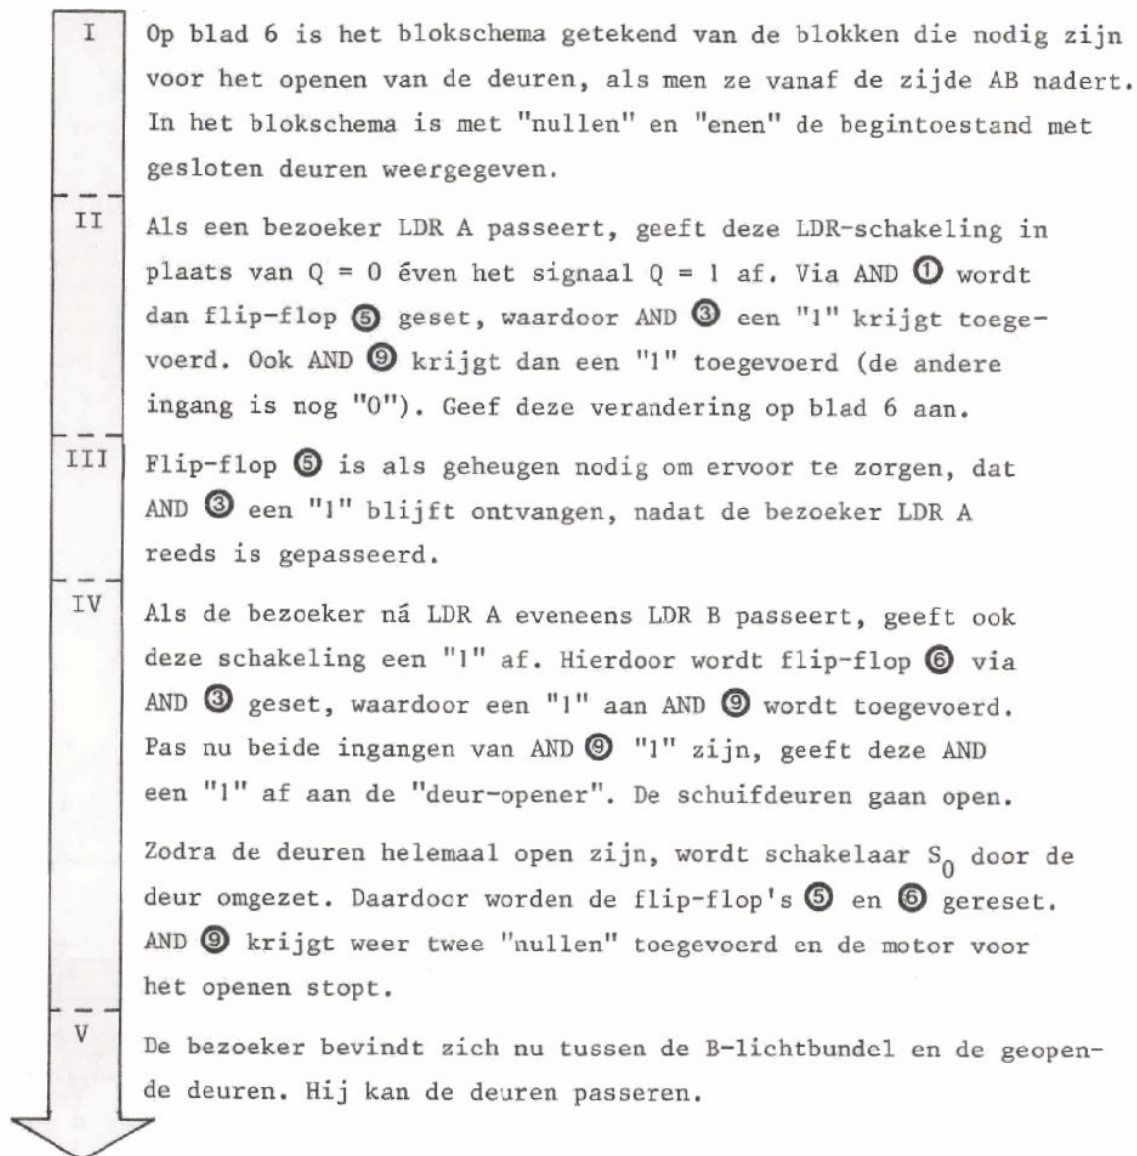 I Op blad 6 is het blokschema getekend van de blokken die nodig zijn
voor het openen van de deuren, als men ze vanaf de zijde AB nadert.
In het blokschema is met "nullen" en "enen" de begintoestand met
gesloten deuren weergegeven.
II Als een bezoeker LDR A passeert, geeft deze LDR-schakeling in
plaats van Q = 0 éven het signaal Q = 1 af. Via AND ① wordt
dan flip-flop ⑤ geset, waardoor AND ③ een "1" krijgt toege-
voerd. Ook AND ⑨ krijgt dan een "1" toegevoerd (de andere
ingang is nog "0"). Geef deze verandering op blad 6 aan.
III Flip-flop ⑤ is als geheugen nodig om ervoor te zorgen, dat
AND ③ een "1" blijft ontvangen, nadat de bezoeker LDR A
reeds is gepasseerd.
IV Als de bezoeker ná LDR A eveneens LDR B passeert, geeft ook
deze schakeling een "1" af. Hierdoor wordt flip-flop ⑥ via
AND ③ geset, waardoor een "1" aan AND ⑨ wordt toegevoerd.
Pas nu beide ingangen van AND ⑨ "1" zijn, geeft deze AND
een "1" af aan de "deur-opener". De schuifdeuren gaan open.
Zodra de deuren helemaal open zijn, wordt schakelaar S₀ door de
deur omgezet. Daardoor worden de flip-flop's ⑤ en ⑥ gereset.
AND ⑨ krijgt weer twee "nullen" toegevoerd en de motor voor
het openen stopt.
V De bezoeker bevindt zich nu tussen de B-lichtbundel en de geopen-
de deuren. Hij kan de deuren passeren.